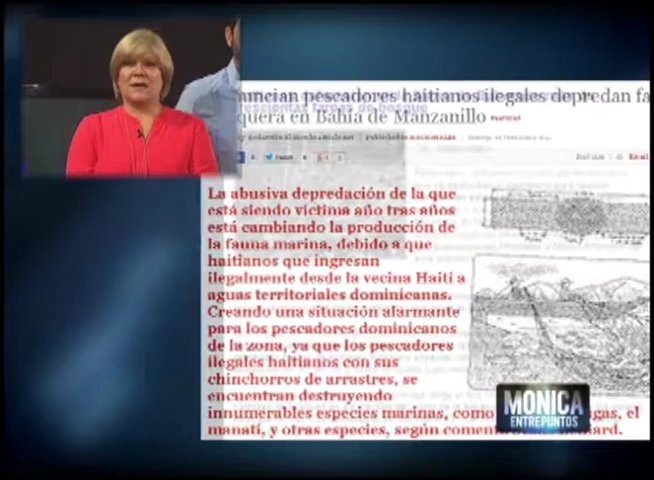 uncian pescadores haitianos ilegales depredan fa
quera en Bahía de Manzanillo
La abusiva depredación de la que
está siendo víctima año tras años
está cambiando la producción de
la fauna marina, debido a que
haitianos que ingresan
ilegalmente desde la vecina Haití a
aguas territoriales dominicanas.
Creando una situación alarmante
para los pescadores dominicanos
de la zona, ya que los pescadores
ilegales haitianos con sus
chinchorros de arrastres, se
encuentran destruyendo
innumerables especies marinas, como
gas, el
manatí, y otras especies, según
MONICA
ENTREPUNTOS